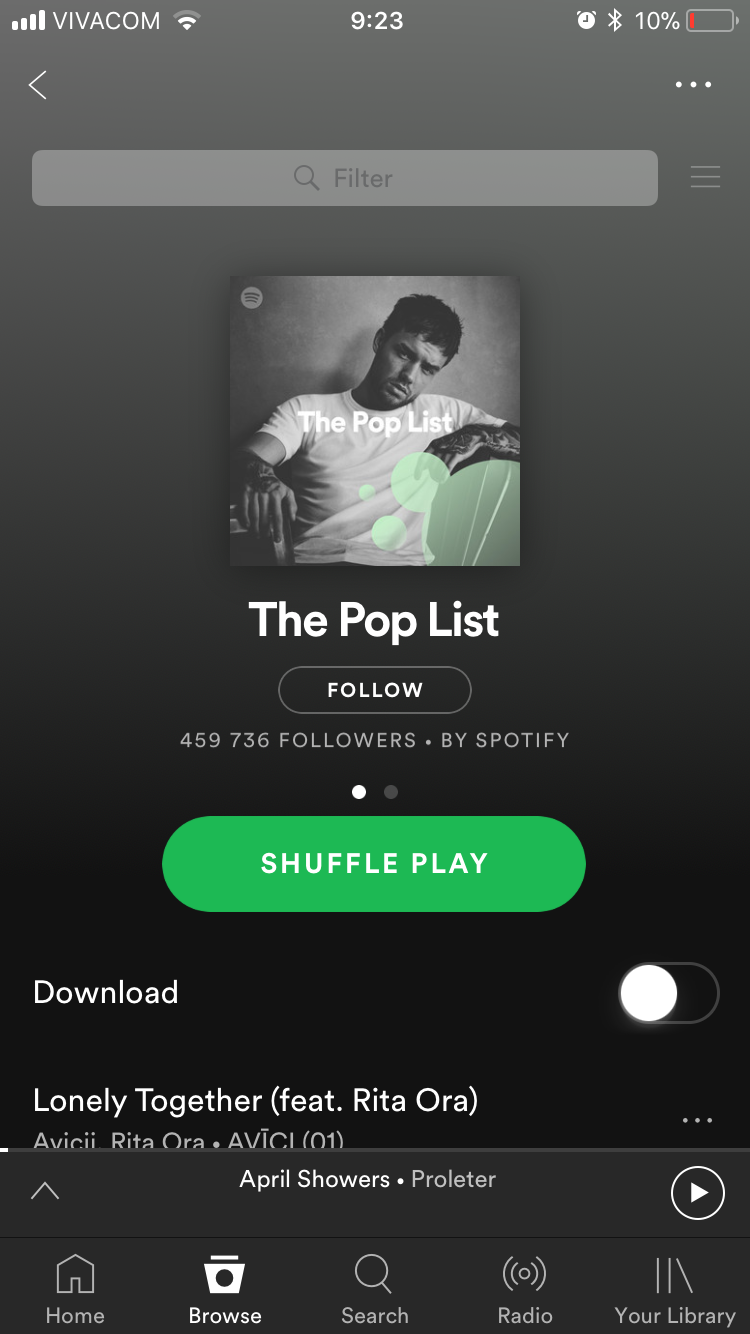 VIVACOM 9:23 10%
Filter
The Pop List
The Pop List
FOLLOW
459 736 FOLLOWERS • BY SPOTIFY
SHUFFLE PLAY
Download
Lonely Together (feat. Rita Ora)
Avicii, Rita Ora • AVĪCI (01)
April Showers • Proleter
Home Browse Search Radio Your Library